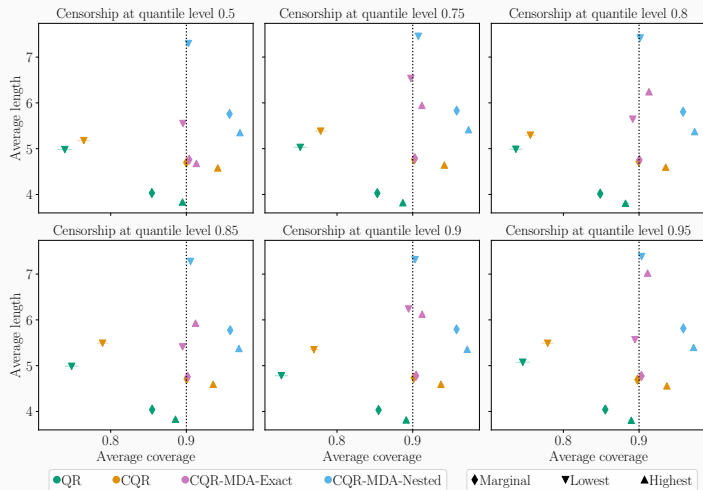 Censorship at quantile level 0.5
Censorship at quantile level 0.75
Censorship at quantile level 0.8
Average length
7
6
5
4
Censorship at quantile level 0.85
Censorship at quantile level 0.9
Censorship at quantile level 0.95
Average length
7
6
5
4
0.8 0.9
0.8 0.9
0.8 0.9
Average coverage
Average coverage
Average coverage
QR CQR CQR-MDA-Exact CQR-MDA-Nested
Marginal Lowest Highest